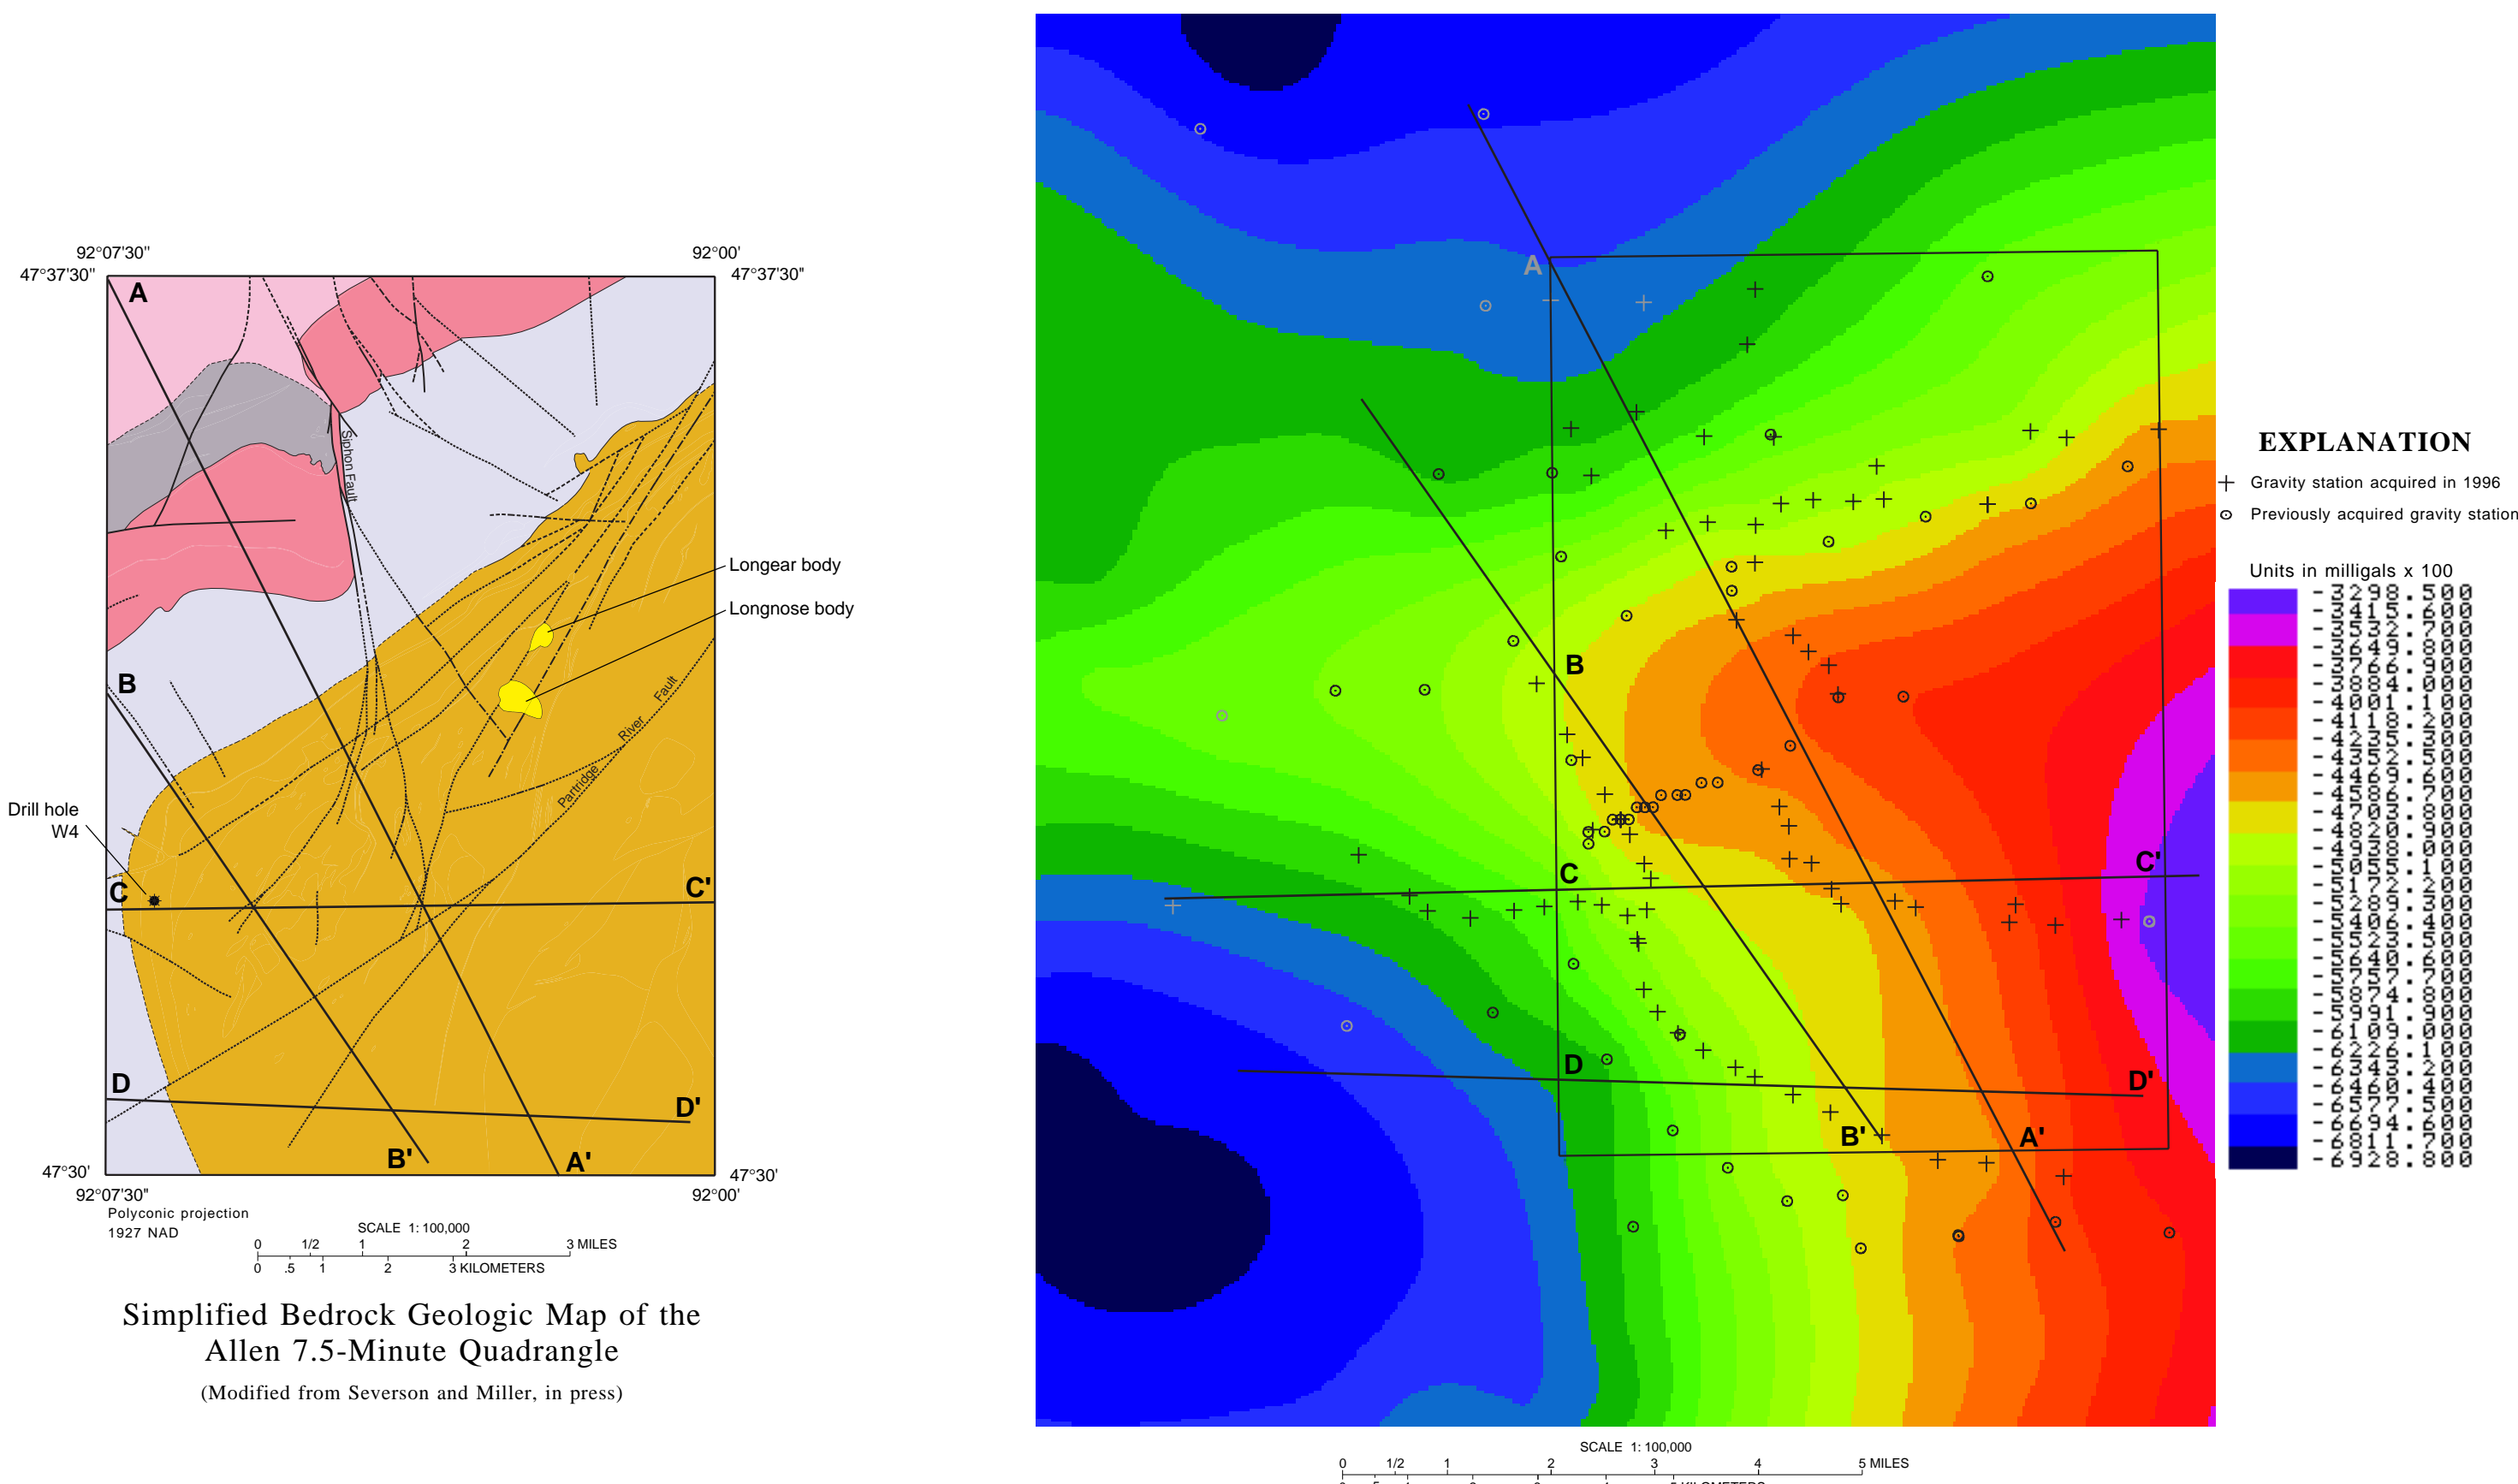 92°07'30"
92°00'
47°37'30"
47°37'30"
A
Siphon Fault
Longear body
Longnose body
B
River
Fault
Partridge
Drill hole
W4
C
C'
D
D'
B'
A'
47°30'
47°30'
92°07'30"
92°00'
Polyconic projection
1927 NAD
SCALE 1: 100,000
0 1/2 1 2 3 MILES
0 .5 1 2 3 KILOMETERS
Simplified Bedrock Geologic Map of the
Allen 7.5-Minute Quadrangle
(Modified from Severson and Miller, in press)
A
B
C
C'
D
D'
B'
A'
SCALE 1: 100,000
0 1/2 1 2 3 4 5 MILES
EXPLANATION
Gravity station acquired in 1996
Previously acquired gravity station
Units in milligals x 100
-3298.500
-3415.600
-3532.700
-3649.800
-3766.900
-3884.000
-4001.100
-4118.200
-4235.300
-4352.500
-4469.600
-4586.700
-4703.800
-4820.900
-4938.000
-5055.100
-5172.200
-5289.300
-5406.400
-5523.500
-5640.600
-5757.700
-5874.800
-5991.900
-6109.000
-6226.100
-6343.200
-6460.400
-6577.500
-6694.600
-6811.700
-6928.800